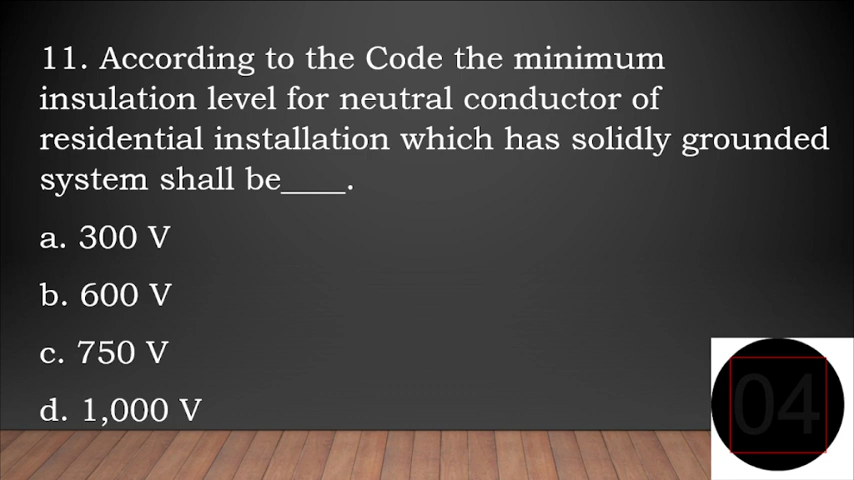 11. According to the Code the minimum
insulation level for neutral conductor of
residential installation which has solidly grounded
system shall be____.
a. 300 V
b. 600 V
c. 750 V
d. 1,000 V
04